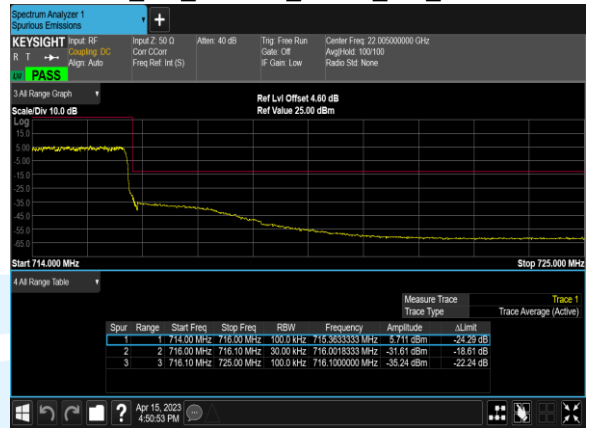 Spectrum Analyzer 1
Spurious Emissions
KEYSIGHT Input: RF Input Z: 50 Ω Atten: 40 dB Trig: Free Run Center Freq: 22.005000000 GHz
R T Coupling: DC Corr CCorr Gate: Off Avg|Hold: 100/100
Align: Auto Freq Ref: Int (S) IF Gain: Low Radio Std: None
LW PASS
3 All Range Graph
Ref Lvl Offset 4.60 dB
Scale/Div 10.0 dB Ref Value 25.00 dBm
Log
15.0
5.00
-5.00
-15.0
-25.0
-35.0
-45.0
-55.0
-65.0
Start 714.000 MHz Stop 725.000 MHz
4 All Range Table
Measure Trace Trace 1
Trace Type Trace Average (Active)
Spur Range Start Freq Stop Freq RBW Frequency Amplitude ΔLimit
1 1 714.00 MHz 716.00 MHz 100.0 kHz 715.3633333 MHz 5.711 dBm -24.29 dB
2 2 716.00 MHz 716.10 MHz 30.00 kHz 716.0018333 MHz -31.61 dBm -18.61 dB
3 3 716.10 MHz 725.00 MHz 100.0 kHz 716.1000000 MHz -35.24 dBm -22.24 dB
Apr 15, 2023
4:50:53 PM